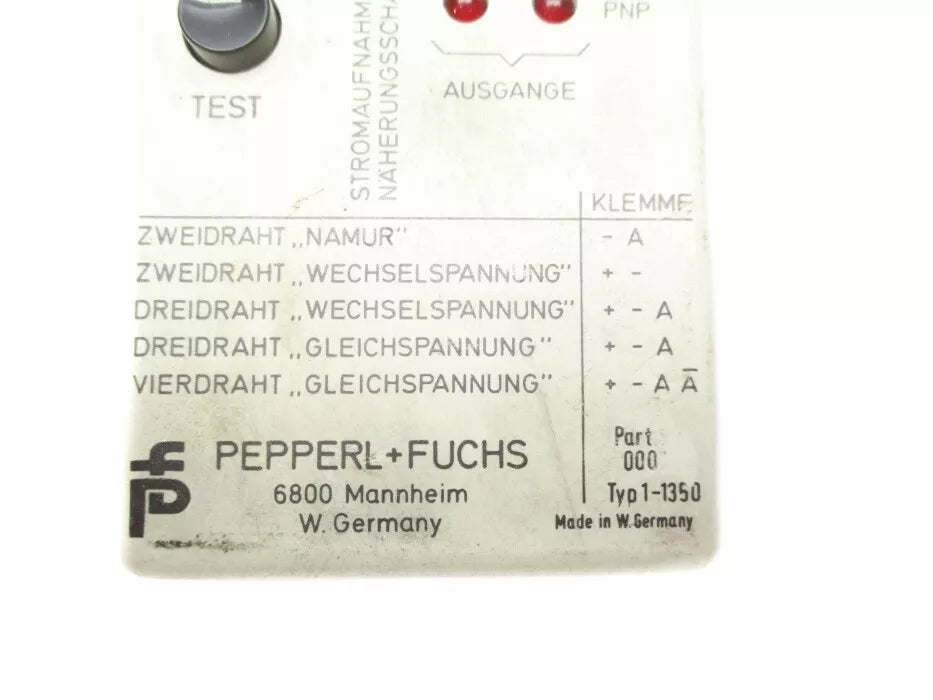 PNP
AUSGANGE
TEST
STROMAUFNAHM
NÄHERUNGSSCHA
KLEMME
ZWEIDRAHT „NAMUR" - A
ZWEIDRAHT „WECHSELSPANNUNG" + -
DREIDRAHT „WECHSELSPANNUNG" + - A
DREIDRAHT „GLEICHSPANNUNG" + - A
VIERDRAHT „GLEICHSPANNUNG" + - A Ā
fp PEPPERL+FUCHS
6800 Mannheim
W. Germany
Part
000
Typ 1-1350
Made in W.Germany